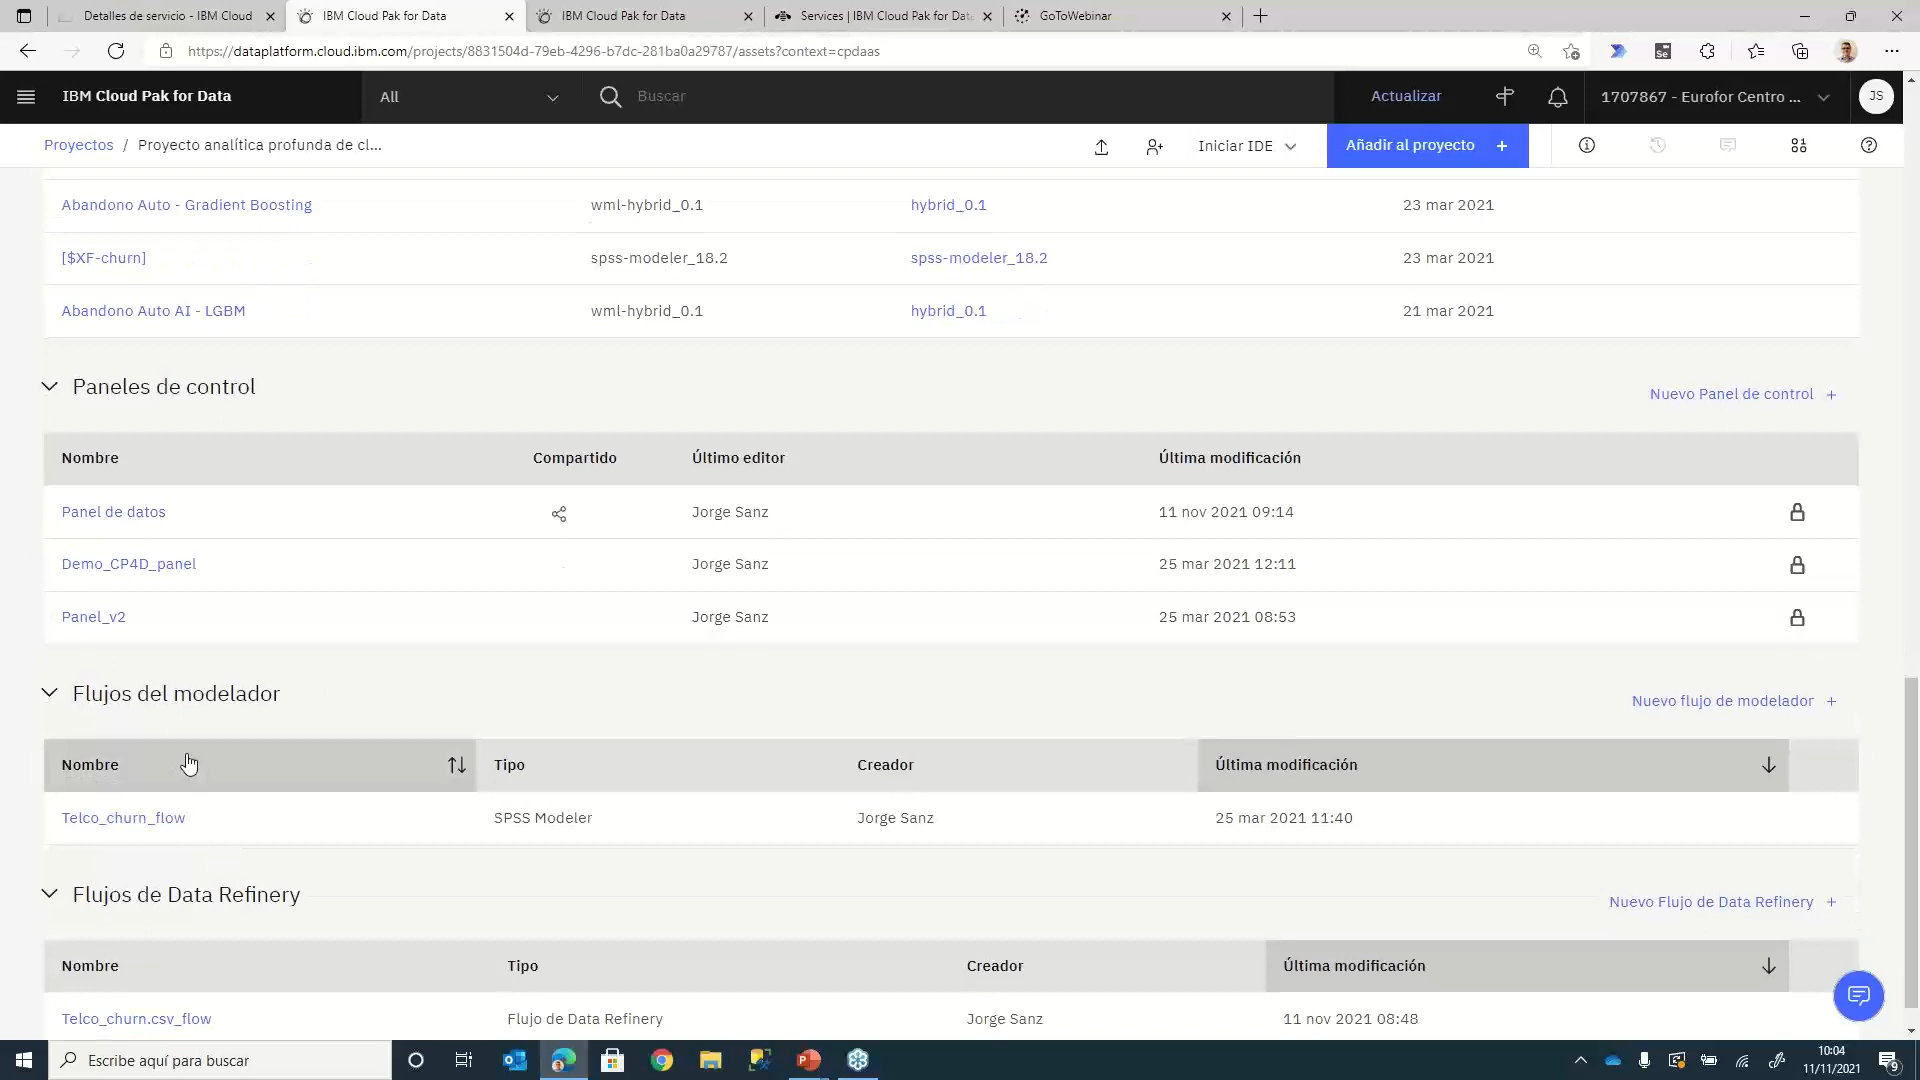 Detalles de servicio - IBM Cloud
IBM Cloud Pak for Data
IBM Cloud Pak for Data
Services | IBM Cloud Pak for Dat
GoToWebinar
https://dataplatform.cloud.ibm.com/projects/8831504d-79eb-4296-b7dc-281ba0a29787/assets?context=cpdaas
IBM Cloud Pak for Data
All
Buscar
Actualizar
1707867 - Eurofor Centro ...
JS
Proyectos / Proyecto analítica profunda de cl...
Iniciar IDE
Añadir al proyecto +
Abandono Auto - Gradient Boosting wml-hybrid_0.1 hybrid_0.1 23 mar 2021
[$XF-churn] spss-modeler_18.2 spss-modeler_18.2 23 mar 2021
Abandono Auto AI - LGBM wml-hybrid_0.1 hybrid_0.1 21 mar 2021
Paneles de control
Nuevo Panel de control +
Nombre Compartido Último editor Última modificación
Panel de datos Jorge Sanz 11 nov 2021 09:14
Demo_CP4D_panel Jorge Sanz 25 mar 2021 12:11
Panel_v2 Jorge Sanz 25 mar 2021 08:53
Flujos del modelador
Nuevo flujo de modelador +
Nombre Tipo Creador Última modificación
Telco_churn_flow SPSS Modeler Jorge Sanz 25 mar 2021 11:40
Flujos de Data Refinery
Nuevo Flujo de Data Refinery +
Nombre Tipo Creador Última modificación
Telco_churn.csv_flow Flujo de Data Refinery Jorge Sanz 11 nov 2021 08:48
Escribe aquí para buscar
10:04
11/11/2021
9